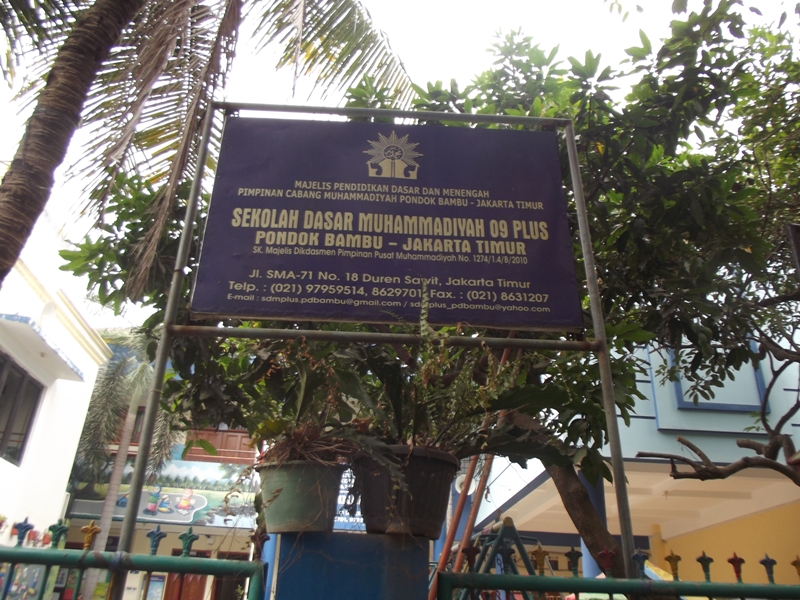 MAJELIS PENDIDIKAN DASAR DAN MENENGAH
PIMPINAN CABANG MUHAMMADIYAH PONDOK BAMBU - JAKARTA TIMUR
SEKOLAH DASAR MUHAMMADIYAH 09 PLUS
PONDOK BAMBU – JAKARTA TIMUR
SK. Majelis Dikdasmen Pimpinan Pusat Muhammadiyah No. 1274/1.4/B/2010
Jl. SMA-71 No. 18 Duren Sawit, Jakarta Timur
Telp. : (021) 97959514, 8629701, Fax. : (021) 8631207
E-mail : sdmplus.pdbambu@gmail.com / sdmplus_pdbambu@yahoo.com